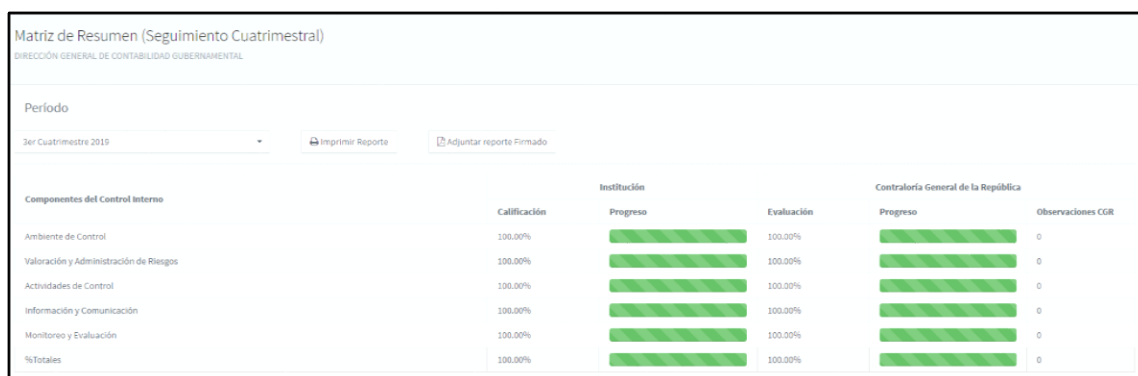 Matriz de Resumen (Seguimiento Cuatrimestral)
DIRECCIÓN GENERAL DE CONTABILIDAD GUBERNAMENTAL
Período
3er Cuatrimestre 2019 Imprimir Reporte Adjuntar reporte Firmado
Institución Contraloría General de la República
Componentes del Control Interno
Calificación Progreso Evaluación Progreso Observaciones CGR
Ambiente de Control 100.00% 100.00% 0
Valoración y Administración de Riesgos 100.00% 100.00% 0
Actividades de Control 100.00% 100.00% 0
Información y Comunicación 100.00% 100.00% 0
Monitoreo y Evaluación 100.00% 100.00% 0
%Totales 100.00% 100.00% 0